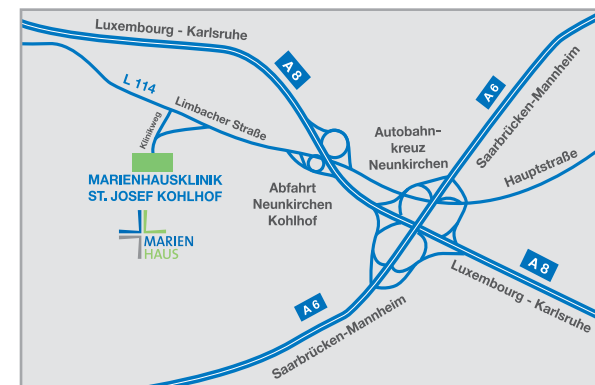 Luxembourg - Karlsruhe
A 8
A 6
L 114
Limbacher Straße
Klinikweg
Saarbrücken-Mannheim
Autobahn-
kreuz
Neunkirchen
Hauptstraße
MARIENHAUSKLINIK
ST. JOSEF KOHLHOF
Abfahrt
Neunkirchen
Kohlhof
MARIEN
HAUS
A 8
Luxembourg - Karlsruhe
A 6
Saarbrücken-Mannheim